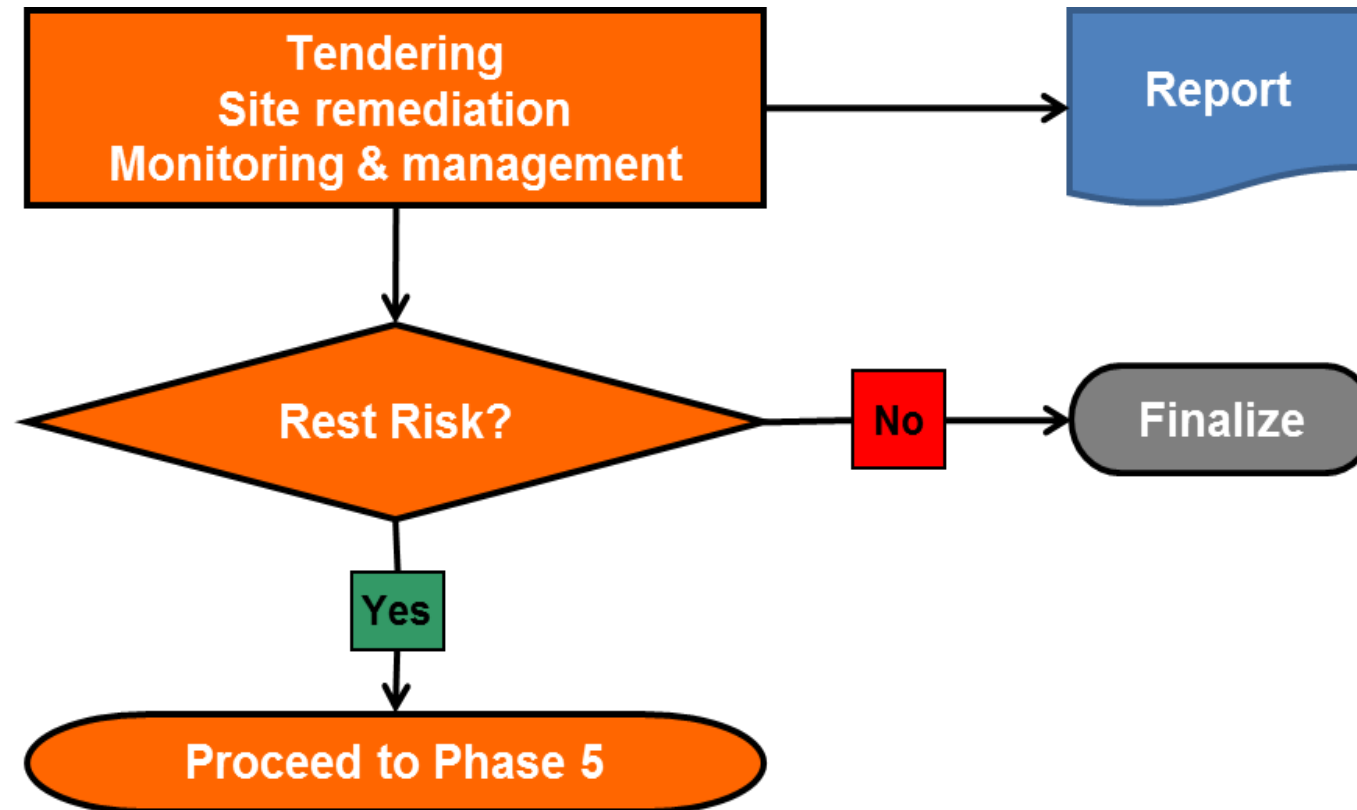 Tendering
Site remediation
Monitoring & management
Report
Rest Risk?
No
Finalize
Yes
Proceed to Phase 5